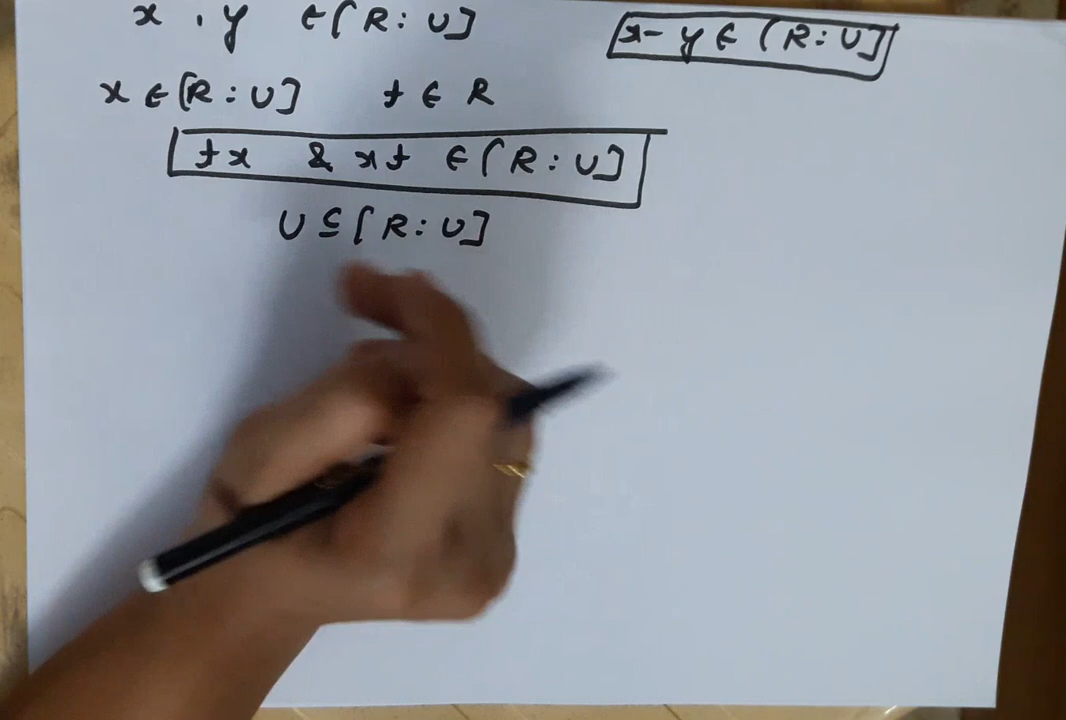 x , y ∈ [R : U]
x - y ∈ [R : U]
x ∈ [R : U] t ∈ R
tx & xt ∈ [R : U]
U ⊆ [R : U]